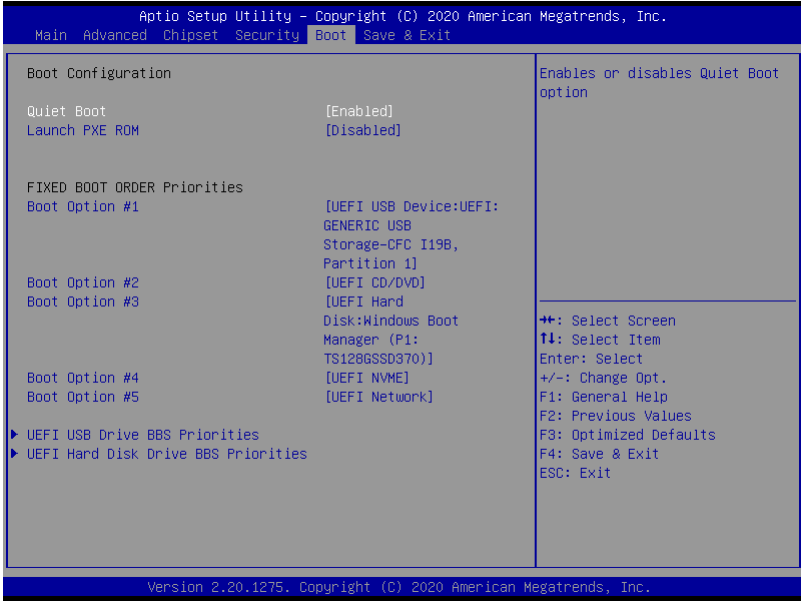 Aptio Setup Utility – Copyright (C) 2020 American Megatrends, Inc.
Main Advanced Chipset Security Boot Save & Exit
Boot Configuration
Quiet Boot [Enabled]
Launch PXE ROM [Disabled]
FIXED BOOT ORDER Priorities
Boot Option #1 [UEFI USB Device:UEFI:
GENERIC USB
Storage-CFC I19B,
Partition 1]
Boot Option #2 [UEFI CD/DVD]
Boot Option #3 [UEFI Hard
Disk:Windows Boot
Manager (P1:
TS128GSSD370)]
Boot Option #4 [UEFI NVME]
Boot Option #5 [UEFI Network]
UEFI USB Drive BBS Priorities
UEFI Hard Disk Drive BBS Priorities
Enables or disables Quiet Boot
option
→←: Select Screen
↑↓: Select Item
Enter: Select
+/-: Change Opt.
F1: General Help
F2: Previous Values
F3: Optimized Defaults
F4: Save & Exit
ESC: Exit
Version 2.20.1275. Copyright (C) 2020 American Megatrends, Inc.